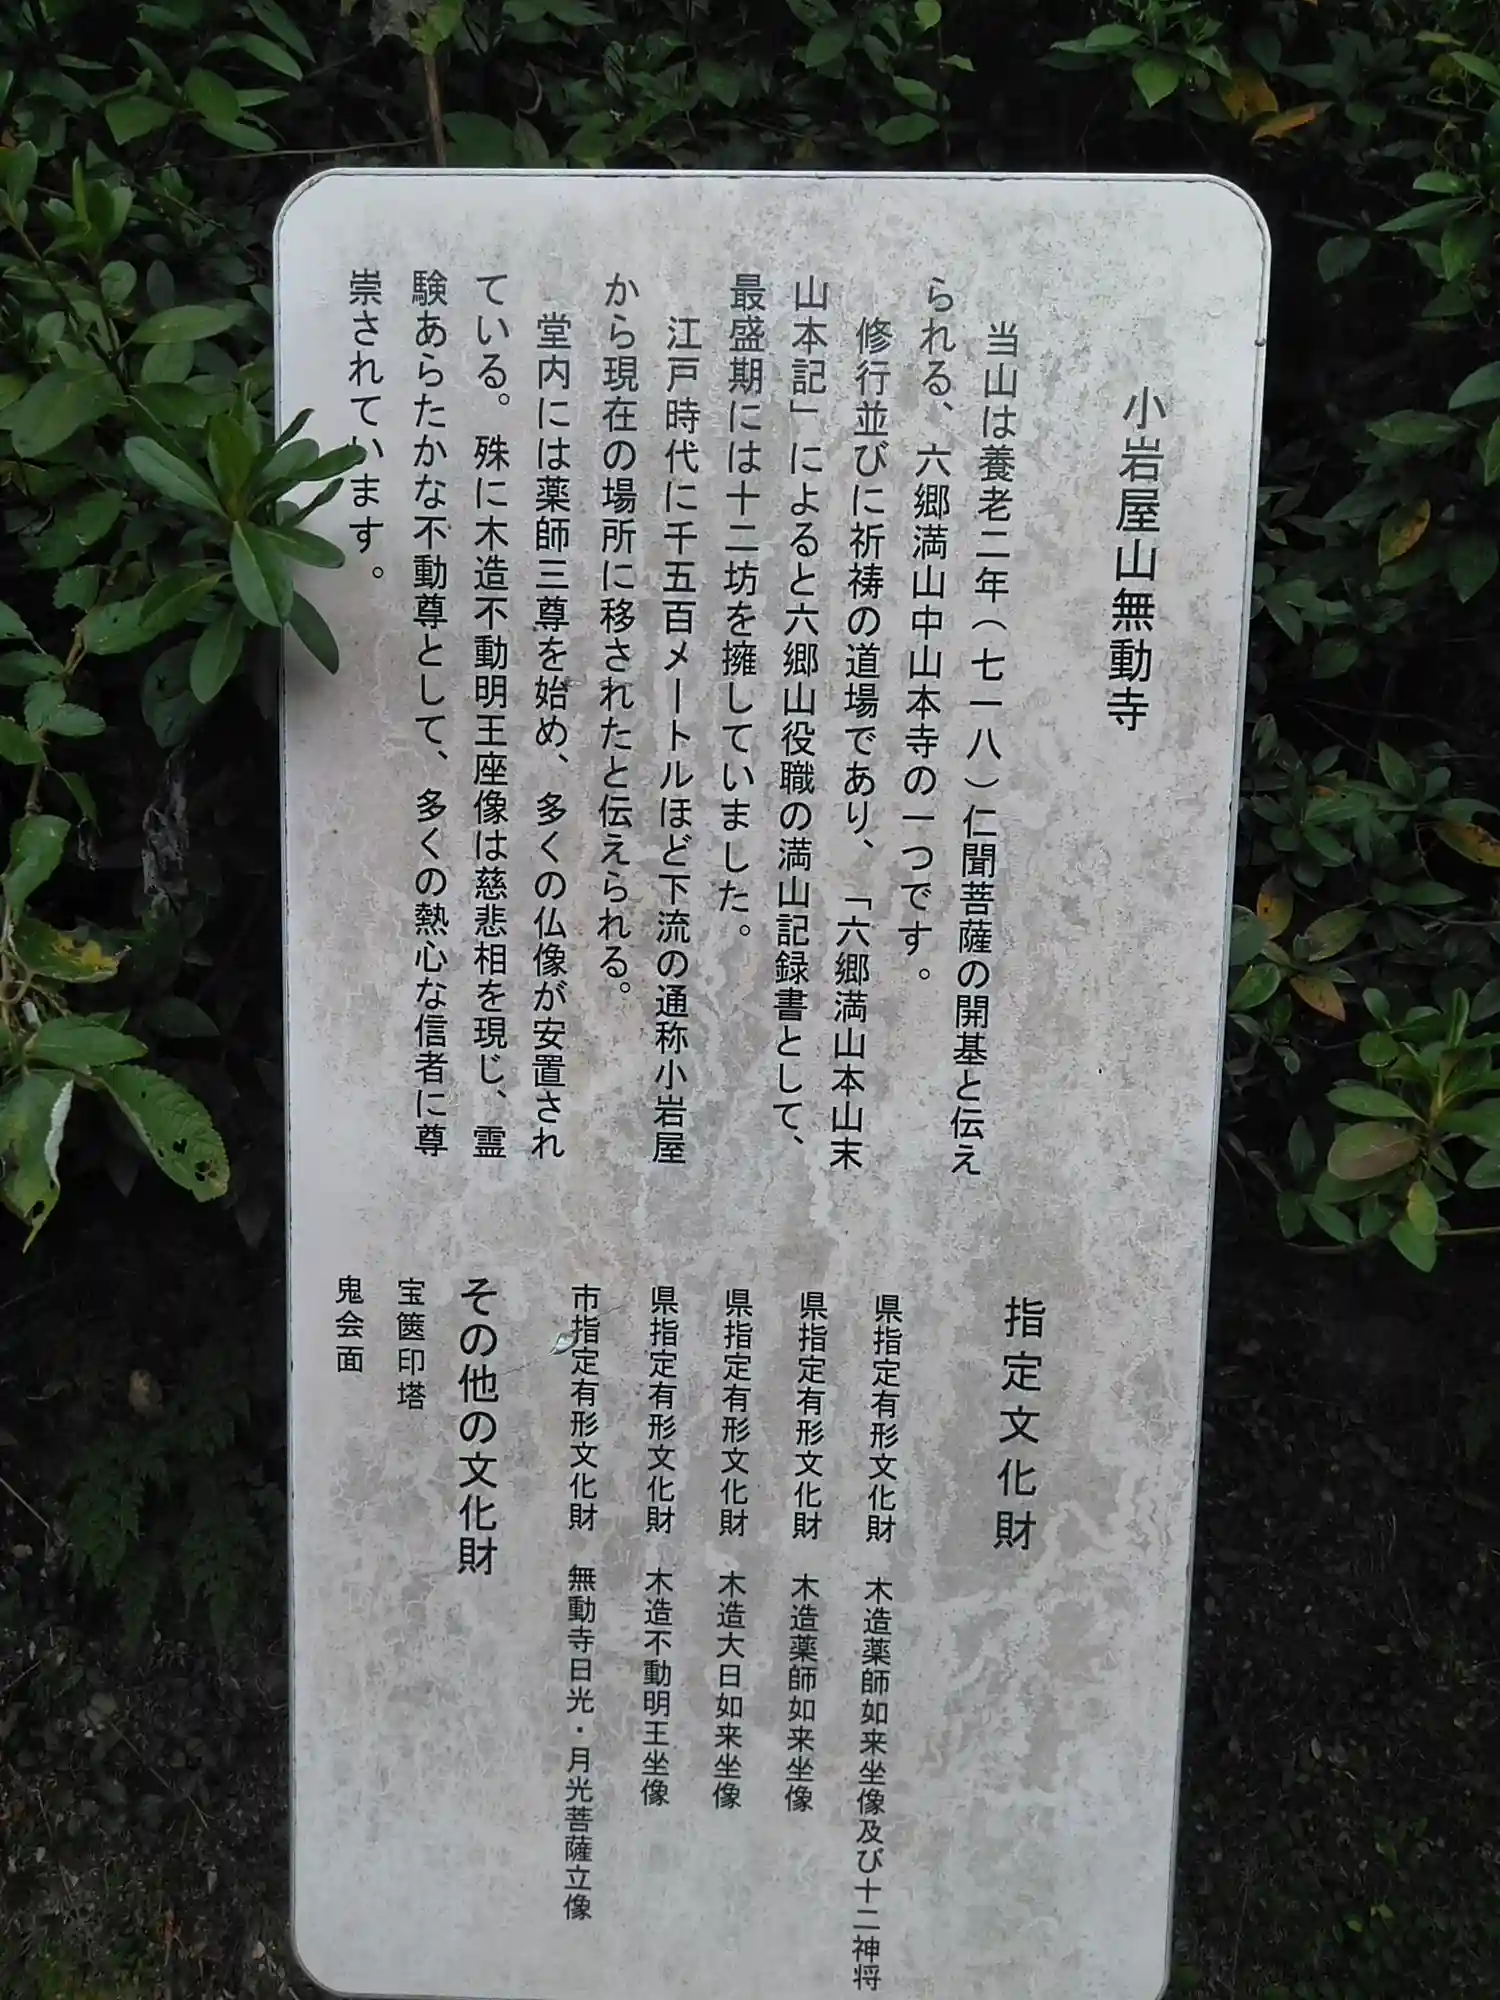 小岩屋山無動寺
当山は養老二年（七一八）仁聞菩薩の開基と伝え
られる、六郷満山中山本寺の一つです。
修行並びに祈祷の道場であり、「六郷満山本山末
山本記」によると六郷山役職の満山記録書として、
最盛期には十二坊を擁していました。
江戸時代に千五百メートルほど下流の通称小岩屋
から現在の場所に移されたと伝えられる。
堂内には薬師三尊を始め、多くの仏像が安置され
ている。殊に木造不動明王座像は慈悲相を現じ、霊
験あらたかな不動尊として、多くの熱心な信者に尊
崇されています。
指定文化財
県指定有形文化財 木造薬師如来坐像及び十二神将
県指定有形文化財 木造薬師如来坐像
県指定有形文化財 木造大日如来坐像
県指定有形文化財 木造不動明王坐像
市指定有形文化財 無動寺日光・月光菩薩立像
その他の文化財
宝篋印塔
鬼会面